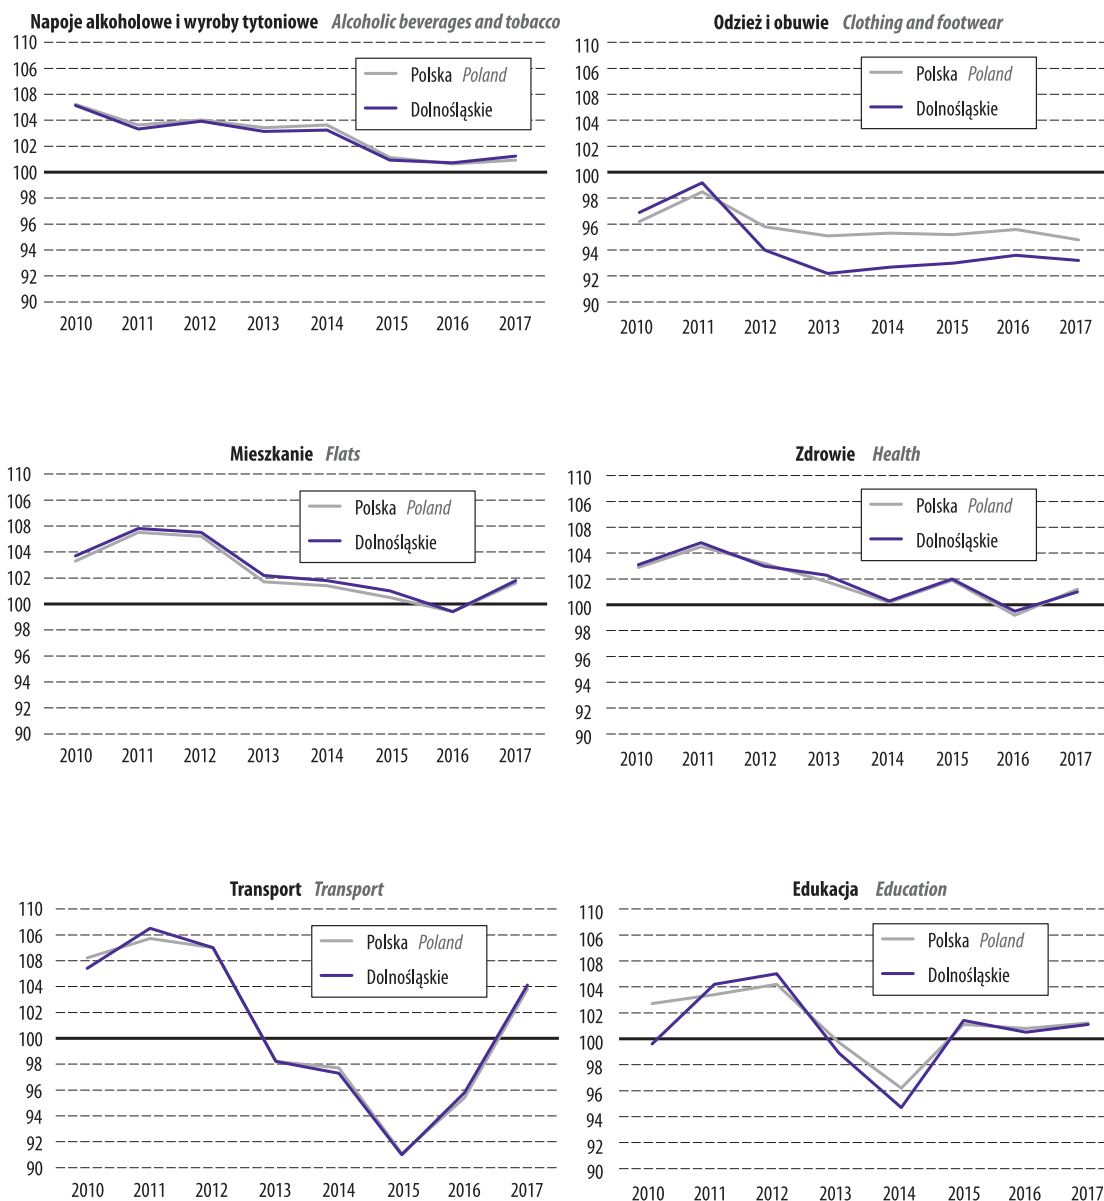 Napoje alkoholowe i wyroby tytoniowe Alcoholic beverages and tobacco
110
106
108
104
102
100
98
96
94
92
90
Polska Poland
Dolnośląskie
2010 2011 2012 2013 2014 2015 2016 2017
Odzież i obuwie Clothing and footwear
110
106
108
104
102
100
98
96
94
92
90
Polska Poland
Dolnośląskie
2010 2011 2012 2013 2014 2015 2016 2017
Mieszkanie Flats
110
106
108
104
102
100
98
96
94
92
90
Polska Poland
Dolnośląskie
2010 2011 2012 2013 2014 2015 2016 2017
Zdrowie Health
110
106
108
104
102
100
98
96
94
92
90
Polska Poland
Dolnośląskie
2010 2011 2012 2013 2014 2015 2016 2017
Transport Transport
110
106
108
104
102
100
98
96
94
92
90
Polska Poland
Dolnośląskie
2010 2011 2012 2013 2014 2015 2016 2017
Edukacja Education
110
106
108
104
102
100
98
96
94
92
90
Polska Poland
Dolnośląskie
2010 2011 2012 2013 2014 2015 2016 2017